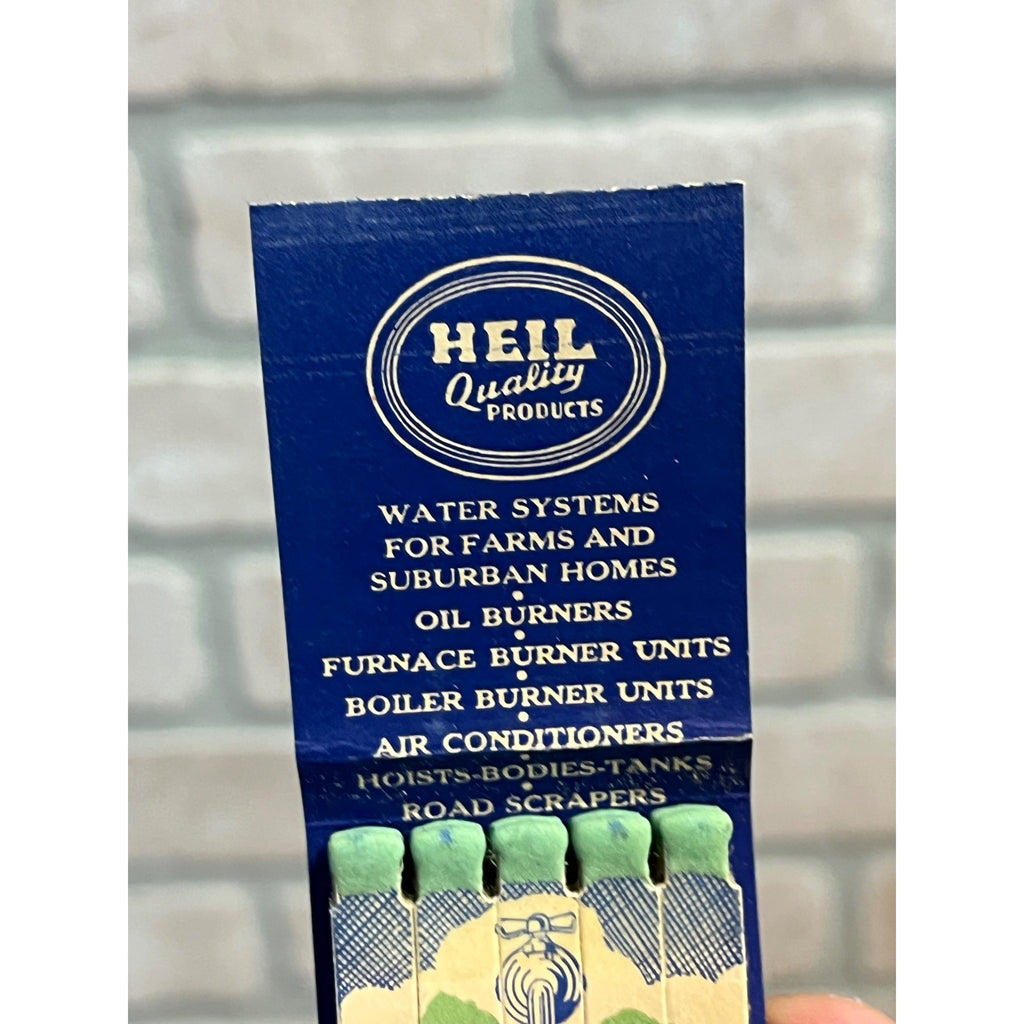 HEIL
Quality
PRODUCTS
WATER SYSTEMS
FOR FARMS AND
SUBURBAN HOMES
•
OIL BURNERS
•
FURNACE BURNER UNITS
•
BOILER BURNER UNITS
•
AIR CONDITIONERS
•
HOISTS-BODIES-TANKS
•
ROAD SCRAPERS